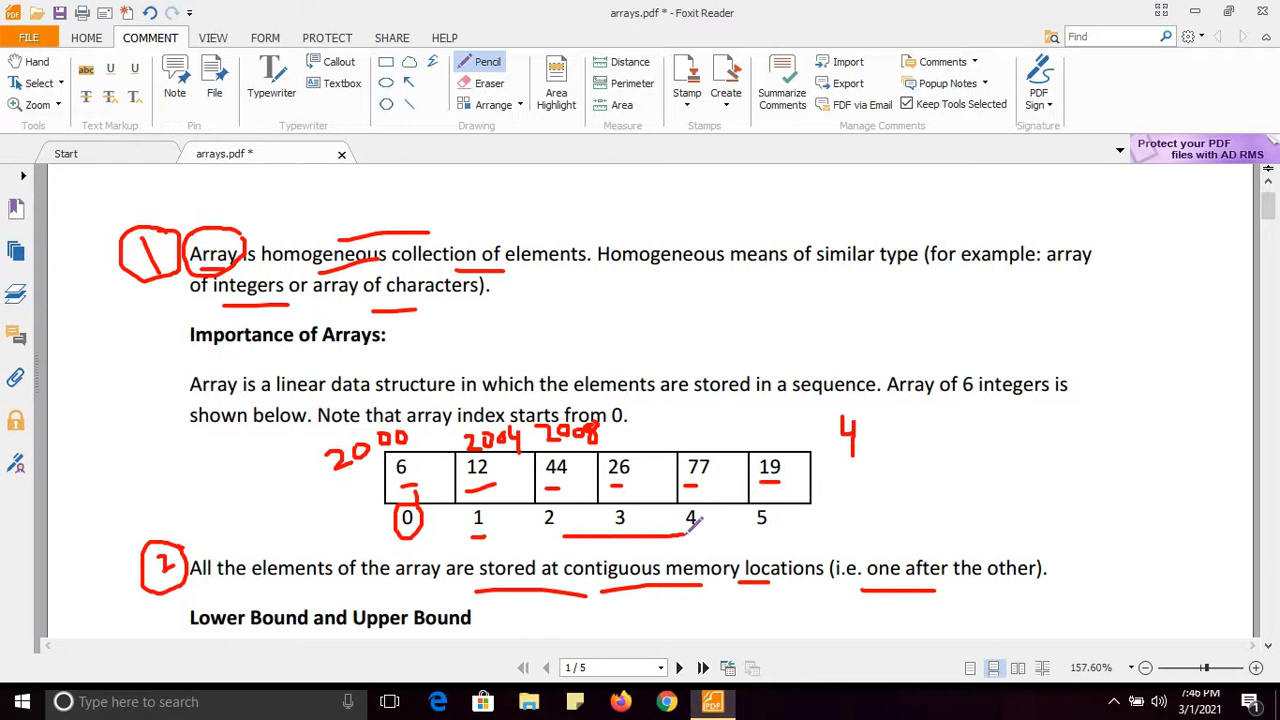 arrays.pdf * - Foxit Reader
FILE HOME COMMENT VIEW FORM PROTECT SHARE HELP Find
Hand Select Zoom Tools
abc U U T T T Text Markup
Note File Pin
Typewriter Callout Textbox Typewriter
Pencil Eraser Arrange Area Highlight Drawing
Distance Perimeter Area Measure
Stamp Create Stamps
Summarize Comments Import Export FDF via Email Comments Popup Notes Keep Tools Selected Manage Comments
PDF Sign Signature
Start arrays.pdf * Protect your PDF files with AD RMS
1 Array is homogeneous collection of elements. Homogeneous means of similar type (for example: array
of integers or array of characters).
Importance of Arrays:
Array is a linear data structure in which the elements are stored in a sequence. Array of 6 integers is
shown below. Note that array index starts from 0.
2000 2004 2008 4
6 12 44 26 77 19
0 1 2 3 4 5
2 All the elements of the array are stored at contiguous memory locations (i.e. one after the other).
Lower Bound and Upper Bound
1 / 5 157.60%
Type here to search PDF 7:46 PM
3/1/2021 1